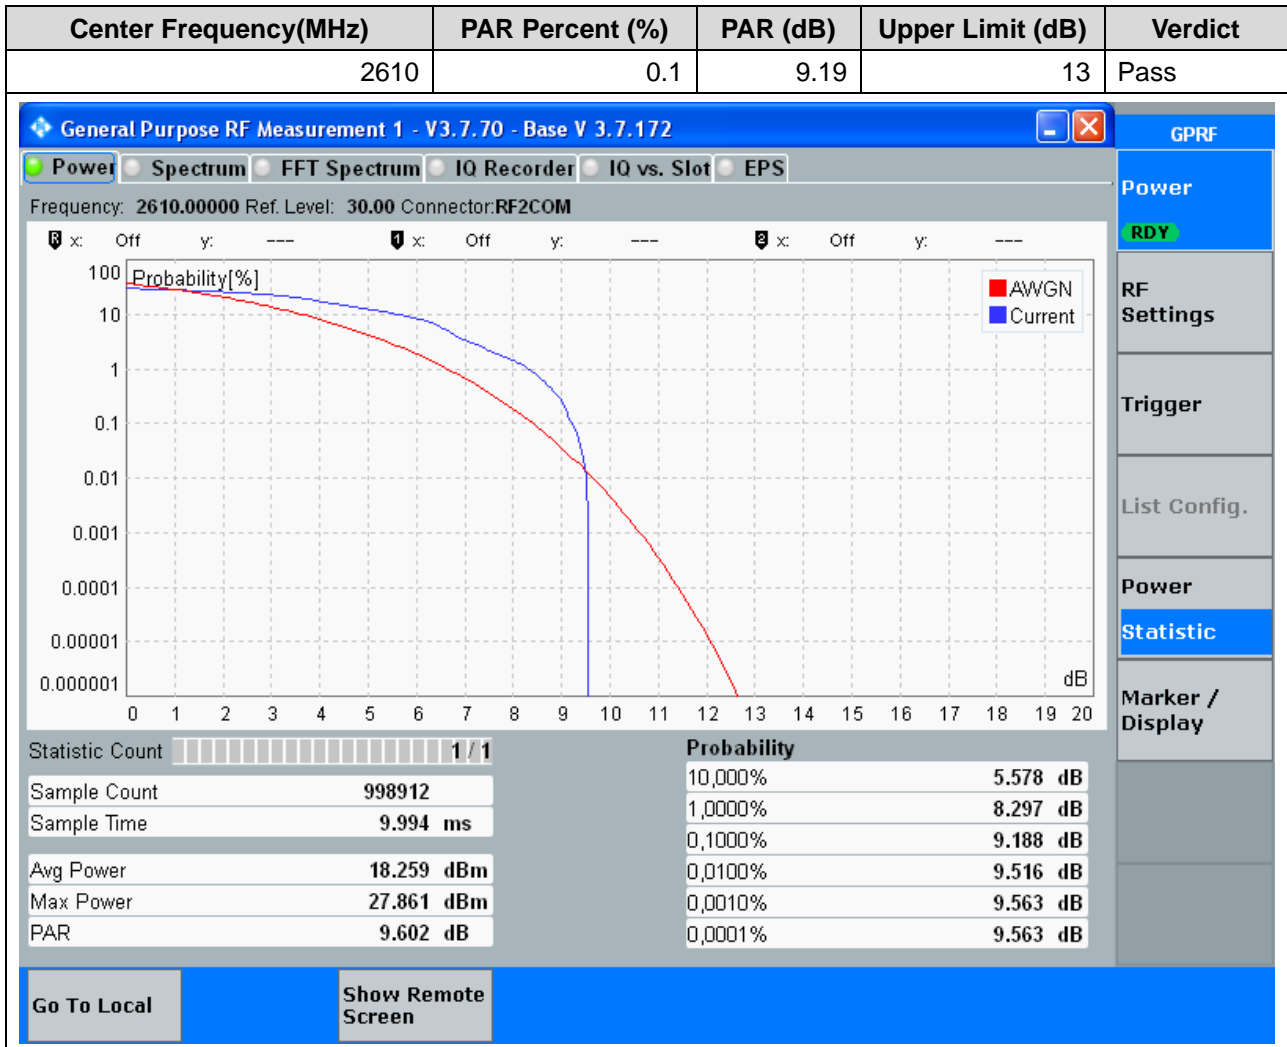 Center Frequency(MHz) PAR Percent (%) PAR (dB) Upper Limit (dB) Verdict
2610 0.1 9.19 13 Pass
General Purpose RF Measurement 1 - V3.7.70 - Base V 3.7.172
GPRF
Power Spectrum FFT Spectrum IQ Recorder IQ vs. Slot EPS
Power
RDY
Frequency: 2610.00000 Ref. Level: 30.00 Connector:RF2COM
R x: Off y: --- 1 x: Off y: --- 2 x: Off y: ---
Probability[%]
AWGN
Current
100
10
1
0.1
0.01
0.001
0.0001
0.00001
0.000001
dB
0 1 2 3 4 5 6 7 8 9 10 11 12 13 14 15 16 17 18 19 20
RF
Settings
Trigger
List Config.
Power
Statistic
Marker /
Display
Statistic Count 1 / 1
Sample Count 998912
Sample Time 9.994 ms
Avg Power 18.259 dBm
Max Power 27.861 dBm
PAR 9.602 dB
Probability
10,000% 5.578 dB
1,0000% 8.297 dB
0,1000% 9.188 dB
0,0100% 9.516 dB
0,0010% 9.563 dB
0,0001% 9.563 dB
Go To Local
Show Remote
Screen